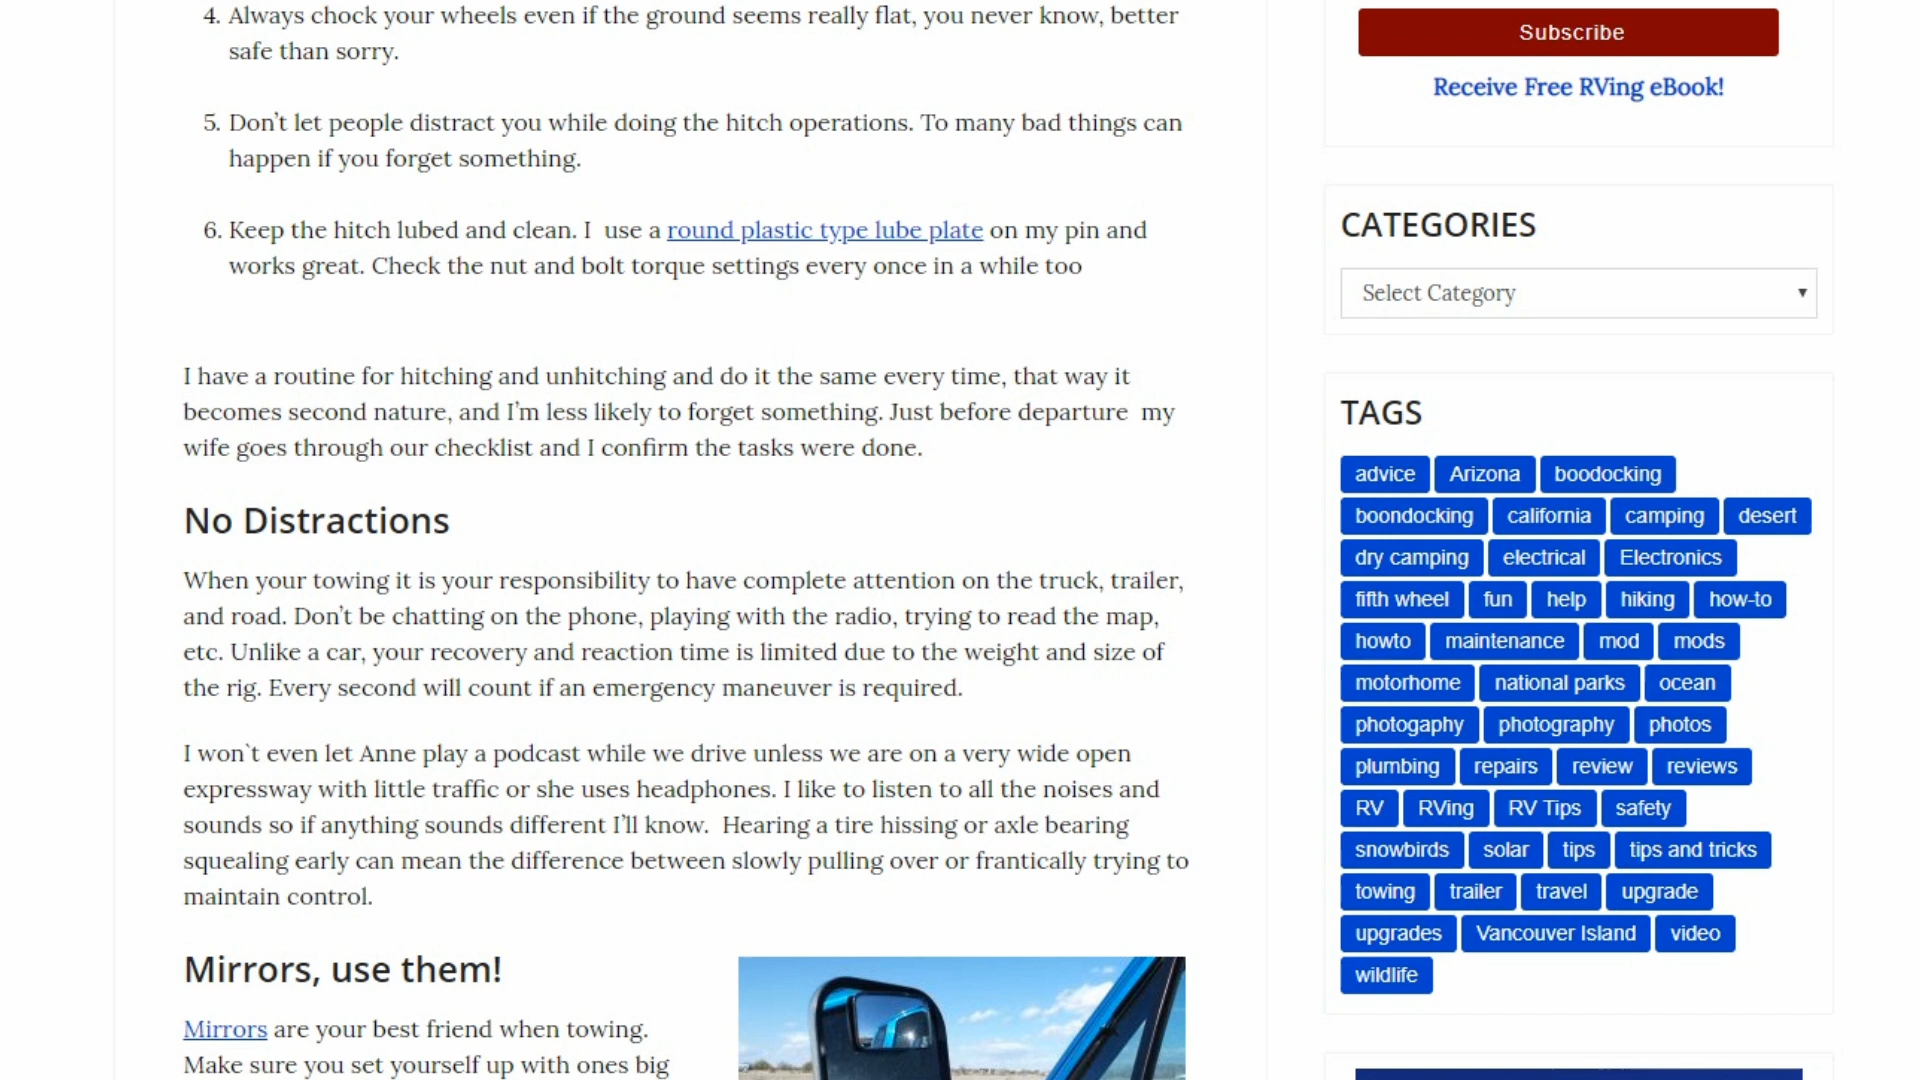 4. Always chock your wheels even if the ground seems really flat, you never know, better
safe than sorry.
5. Don’t let people distract you while doing the hitch operations. To many bad things can
happen if you forget something.
6. Keep the hitch lubed and clean. I use a round plastic type lube plate on my pin and
works great. Check the nut and bolt torque settings every once in a while too
I have a routine for hitching and unhitching and do it the same every time, that way it
becomes second nature, and I’m less likely to forget something. Just before departure my
wife goes through our checklist and I confirm the tasks were done.
No Distractions
When your towing it is your responsibility to have complete attention on the truck, trailer,
and road. Don’t be chatting on the phone, playing with the radio, trying to read the map,
etc. Unlike a car, your recovery and reaction time is limited due to the weight and size of
the rig. Every second will count if an emergency maneuver is required.
I won`t even let Anne play a podcast while we drive unless we are on a very wide open
expressway with little traffic or she uses headphones. I like to listen to all the noises and
sounds so if anything sounds different I’ll know. Hearing a tire hissing or axle bearing
squealing early can mean the difference between slowly pulling over or frantically trying to
maintain control.
Mirrors, use them!
Mirrors are your best friend when towing.
Make sure you set yourself up with ones big
Subscribe
Receive Free RVing eBook!
CATEGORIES
Select Category
TAGS
advice Arizona boodocking
boondocking california camping desert
dry camping electrical Electronics
fifth wheel fun help hiking how-to
howto maintenance mod mods
motorhome national parks ocean
photogaphy photography photos
plumbing repairs review reviews
RV RVing RV Tips safety
snowbirds solar tips tips and tricks
towing trailer travel upgrade
upgrades Vancouver Island video
wildlife